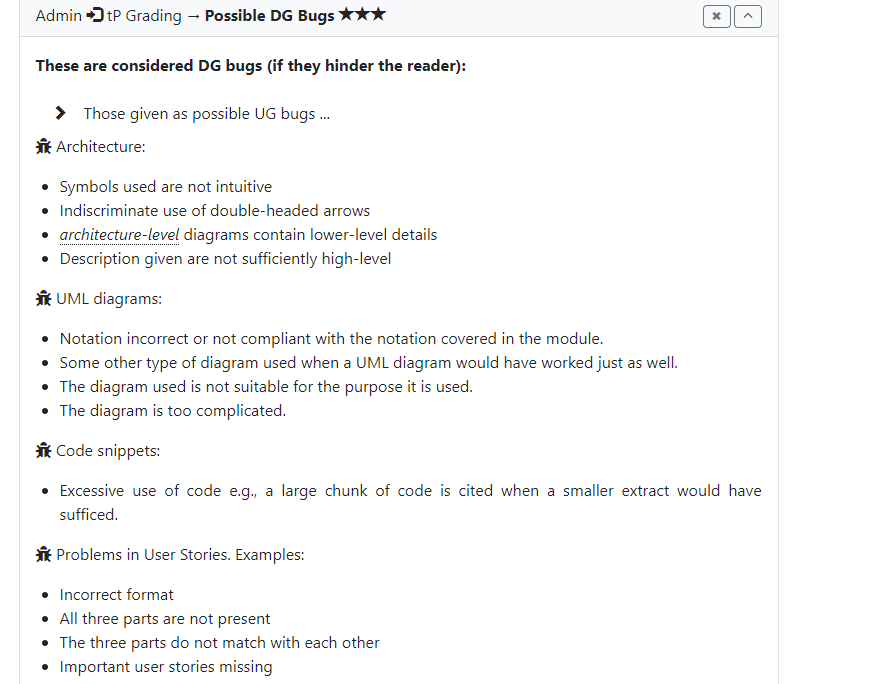 Admin tP Grading → Possible DG Bugs ★★★
These are considered DG bugs (if they hinder the reader):
Those given as possible UG bugs ...
Architecture:
• Symbols used are not intuitive
• Indiscriminate use of double-headed arrows
• architecture-level diagrams contain lower-level details
• Description given are not sufficiently high-level
UML diagrams:
• Notation incorrect or not compliant with the notation covered in the module.
• Some other type of diagram used when a UML diagram would have worked just as well.
• The diagram used is not suitable for the purpose it is used.
• The diagram is too complicated.
Code snippets:
• Excessive use of code e.g., a large chunk of code is cited when a smaller extract would have
sufficed.
Problems in User Stories. Examples:
• Incorrect format
• All three parts are not present
• The three parts do not match with each other
• Important user stories missing